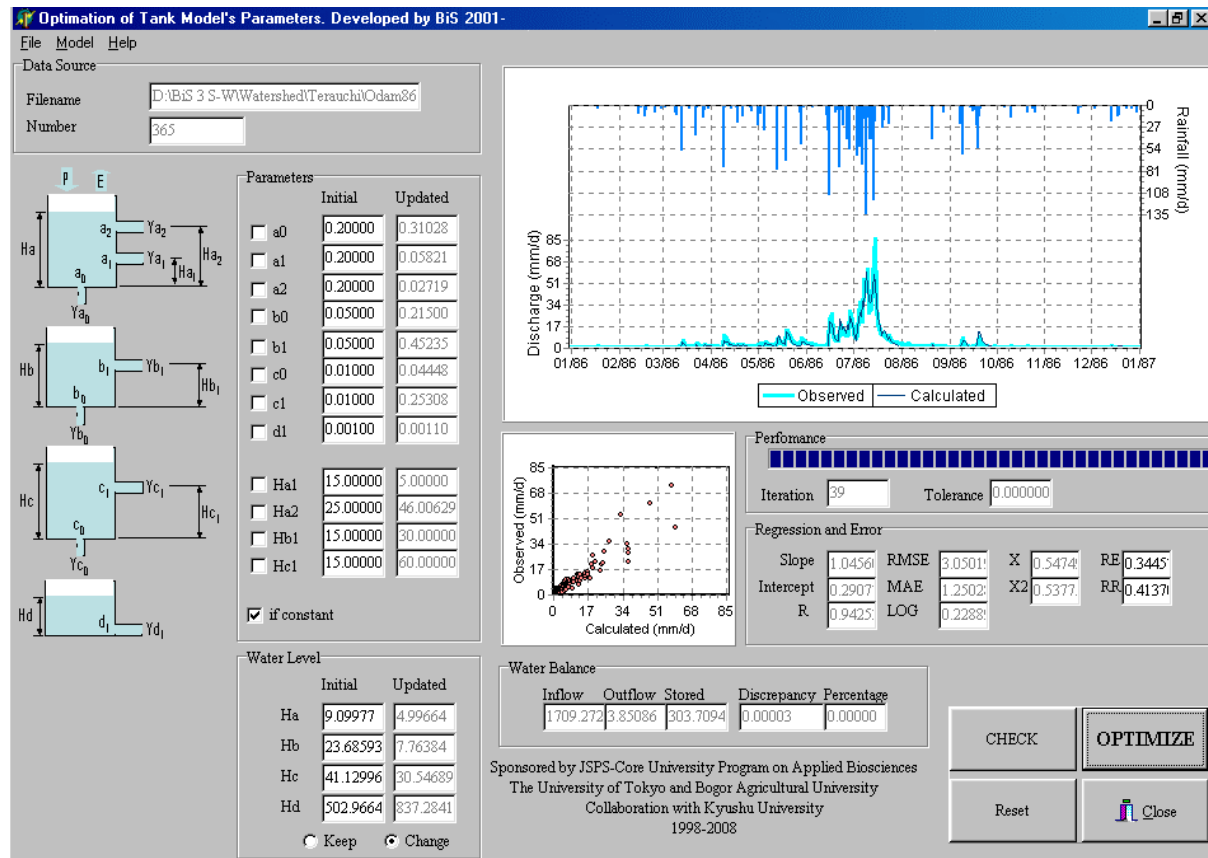 Optimation of Tank Model's Parameters. Developed by BiS 2001-
File Model Help
Data Source
Filename D:\BiS 3 S-W\Watershed\Terauchi\Odam86
Number 365
P E
Ha a2 Ya2 Ha2
a1 Ya1 Ha1
a0
Ya0
Hb b1 Yb1 Hb1
b0
Yb0
Hc c1 Yc1 Hc1
c0
Yc0
Hd d1 Yd1
Parameters
Initial Updated
a0 0.20000 0.31028
a1 0.20000 0.05821
a2 0.20000 0.02719
b0 0.05000 0.21500
b1 0.05000 0.45235
c0 0.01000 0.04448
c1 0.01000 0.25308
d1 0.00100 0.00110
Ha1 15.00000 5.00000
Ha2 25.00000 46.00629
Hb1 15.00000 30.00000
Hc1 15.00000 60.00000
if constant
Water Level
Initial Updated
Ha 9.09977 4.99664
Hb 23.68593 7.76384
Hc 41.12996 30.54689
Hd 502.9664 837.2841
Keep Change
0
27
54
81
108
135
Rainfall (mm/d)
Discharge (mm/d)
85
68
51
34
17
0
01/86 02/86 03/86 04/86 05/86 06/86 07/86 08/86 09/86 10/86 11/86 12/86 01/87
Observed Calculated
Observed (mm/d)
85
68
51
34
17
0
0 17 34 51 68 85
Calculated (mm/d)
Perfomance
Iteration 39 Tolerance 0.000000
Regression and Error
Slope 1.0456 RMSE 3.0501 X 0.5474 RE 0.3445
Intercept 0.2907 MAE 1.2502 X2 0.5377 RR 0.4137
R 0.9425 LOG 0.2288
Water Balance
Inflow Outflow Stored Discrepancy Percentage
1709.272 3.85086 303.7094 0.00003 0.00000
Sponsored by JSPS-Core University Program on Applied Biosciences
The University of Tokyo and Bogor Agricultural University
Collaboration with Kyushu University
1998-2008
CHECK OPTIMIZE
Reset Close